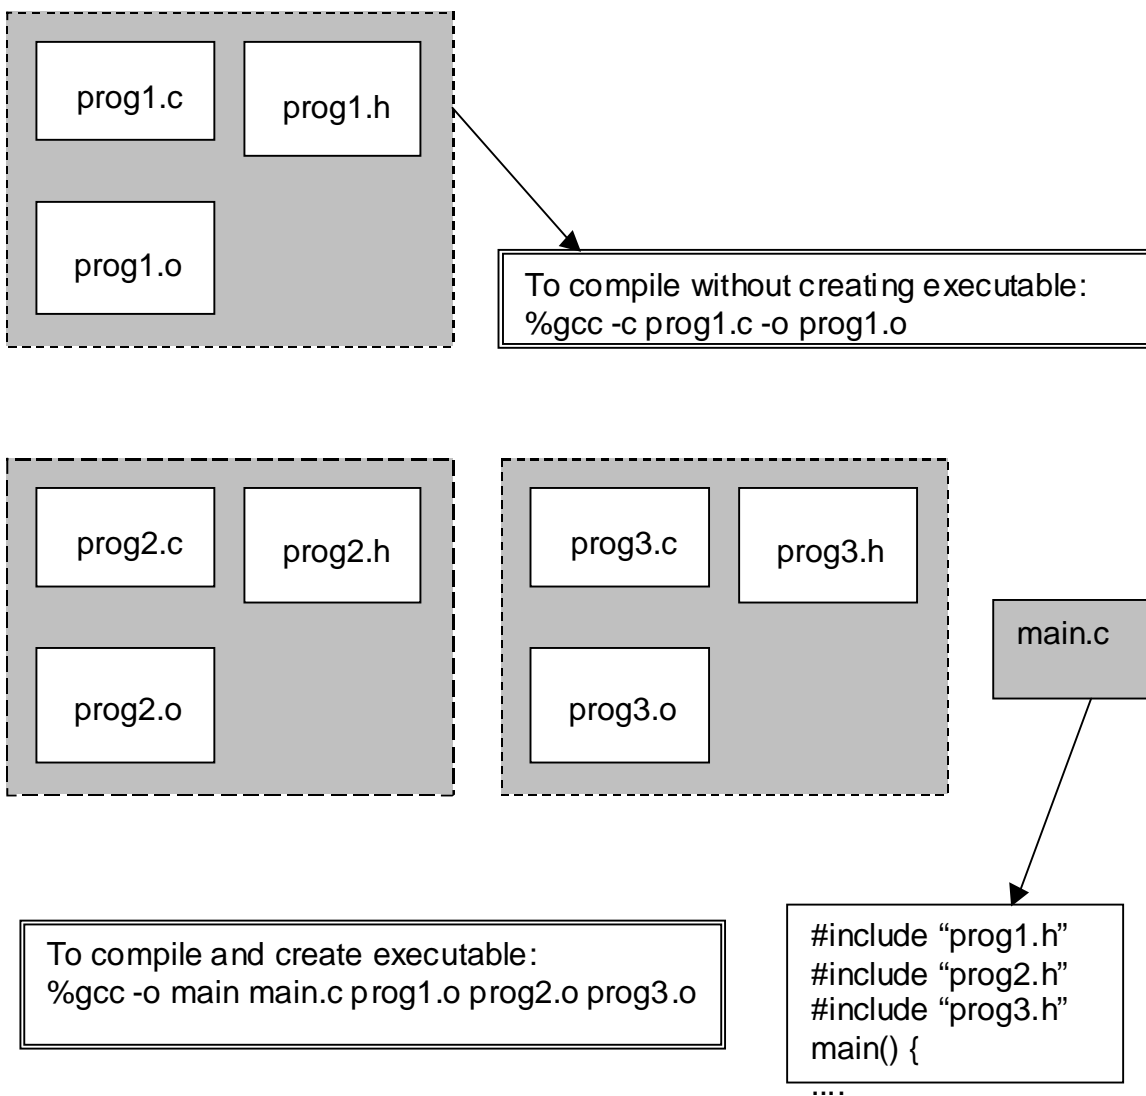 prog1.c
prog1.h
prog1.o
To compile without creating executable:
%gcc -c prog1.c -o prog1.o
prog2.c
prog2.h
prog3.c
prog3.h
main.c
prog2.o
prog3.o
To compile and create executable:
%gcc -o main main.c prog1.o prog2.o prog3.o
#include “prog1.h”
#include “prog2.h”
#include “prog3.h”
main() {
....